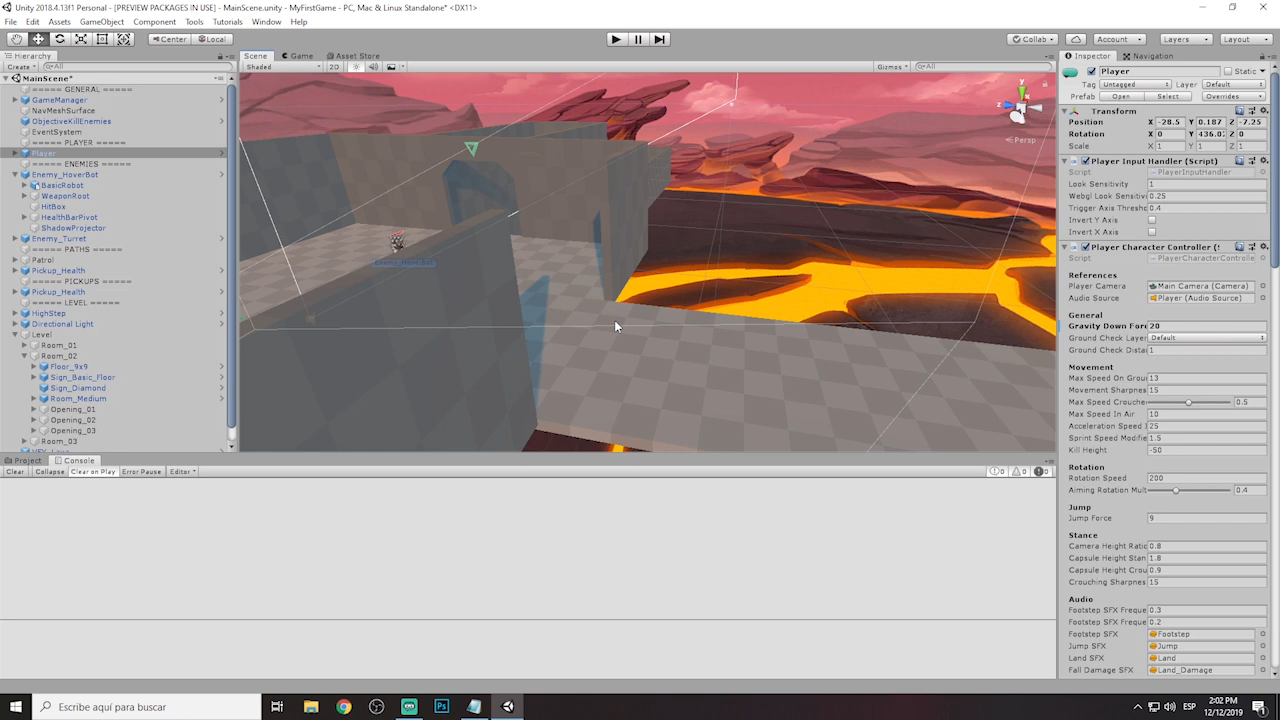 Unity 2018.4.13f1 Personal - [PREVIEW PACKAGES IN USE] - MainScene.unity - MyFirstGame - PC, Mac & Linux Standalone* <DX11>
File Edit Assets GameObject Component Tools Tutorials Window Help
Center Local Collab Account Layers Layout
Hierarchy Scene Game Asset Store Inspector Navigation
Create All Shaded 2D Gizmos All
MainScene*
===== GENERAL =====
GameManager
NavMeshSurface
ObjectiveKillEnemies
EventSystem
===== PLAYER =====
Player
===== ENEMIES =====
Enemy_HoverBot
BasicRobot
WeaponRoot
HitBox
HealthBarPivot
ShadowProjector
Enemy_Turret
===== PATHS =====
Patrol
Pickup_Health
===== PICKUPS =====
Pickup_Health
===== LEVEL =====
HighStep
Directional Light
Level
Room_01
Room_02
Floor_9x9
Sign_Basic_Floor
Sign_Diamond
Room_Medium
Opening_01
Opening_02
Opening_03
Room_03
y
z
Persp
Project Console
Clear Collapse Clear on Play Error Pause Editor 0 0 0
Player Static
Tag Untagged Layer Default
Prefab Open Select Overrides
Transform
Position X -28.5 Y 0.187 Z -7.25
Rotation X 0 Y 436.0 Z 0
Scale X 1 Y 1 Z 1
Player Input Handler (Script)
Script PlayerInputHandler
Look Sensitivity 1
Webgl Look Sensitivi 0.25
Trigger Axis Thresho 0.4
Invert Y Axis
Invert X Axis
Player Character Controller (S
Script PlayerCharacterControlle
References
Player Camera Main Camera (Camera)
Audio Source Player (Audio Source)
General
Gravity Down Forc 20
Ground Check Layer Default
Ground Check Distan 1
Movement
Max Speed On Grou 13
Movement Sharpnes 15
Max Speed Crouche 0.5
Max Speed In Air 10
Acceleration Speed I 25
Sprint Speed Modifie 1.5
Kill Height -50
Rotation
Rotation Speed 200
Aiming Rotation Mult 0.4
Jump
Jump Force 9
Stance
Camera Height Ratio 0.8
Capsule Height Stan 1.8
Capsule Height Crou 0.9
Crouching Sharpnes 15
Audio
Footstep SFX Freque 0.3
Footstep SFX Freque 0.2
Footstep SFX Footstep
Jump SFX Jump
Land SFX Land
Fall Damage SFX Land_Damage
Escribe aquí para buscar
Ps
ESP
2:02 PM
12/12/2019
1